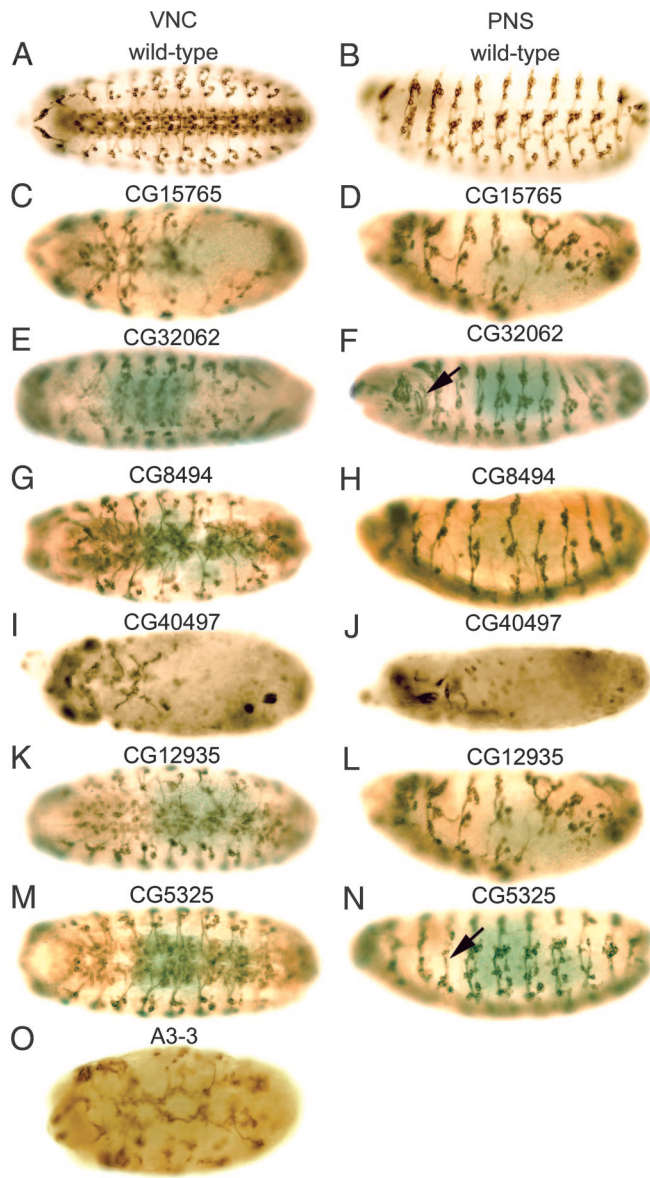 VNC
PNS
A
wild-type
B
wild-type
C
CG15765
D
CG15765
E
CG32062
F
CG32062
G
CG8494
H
CG8494
I
CG40497
J
CG40497
K
CG12935
L
CG12935
M
CG5325
N
CG5325
O
A3-3